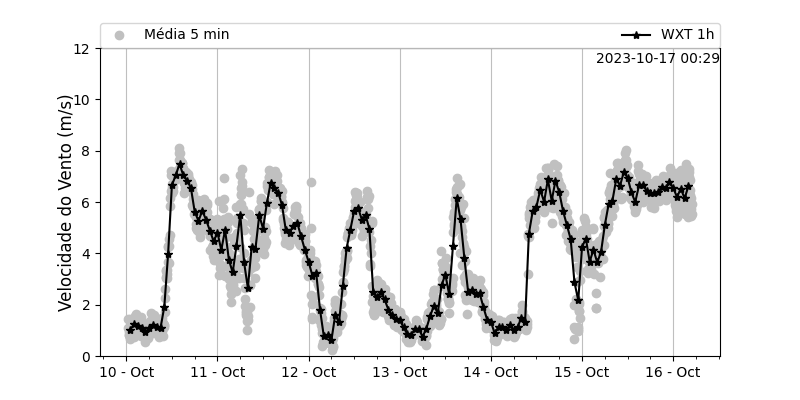 Média 5 min
WXT 1h
2023-10-17 00:29
Velocidade do Vento (m/s)
12
10
8
6
4
2
0
10 - Oct
11 - Oct
12 - Oct
13 - Oct
14 - Oct
15 - Oct
16 - Oct